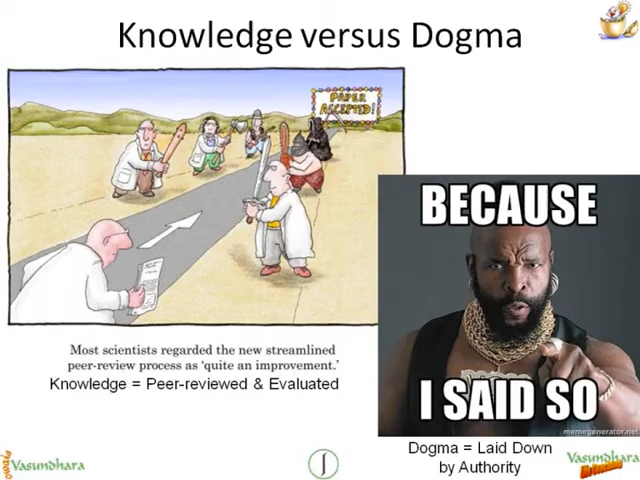 Knowledge versus Dogma
PAPER
ACCEPTED!
BECAUSE
I SAID SO
memegenerator.net
Most scientists regarded the new streamlined
peer-review process as ‘quite an improvement.’
Knowledge = Peer-reviewed & Evaluated
Dogma = Laid Down
by Authority
Vasundhara
Vasundhara